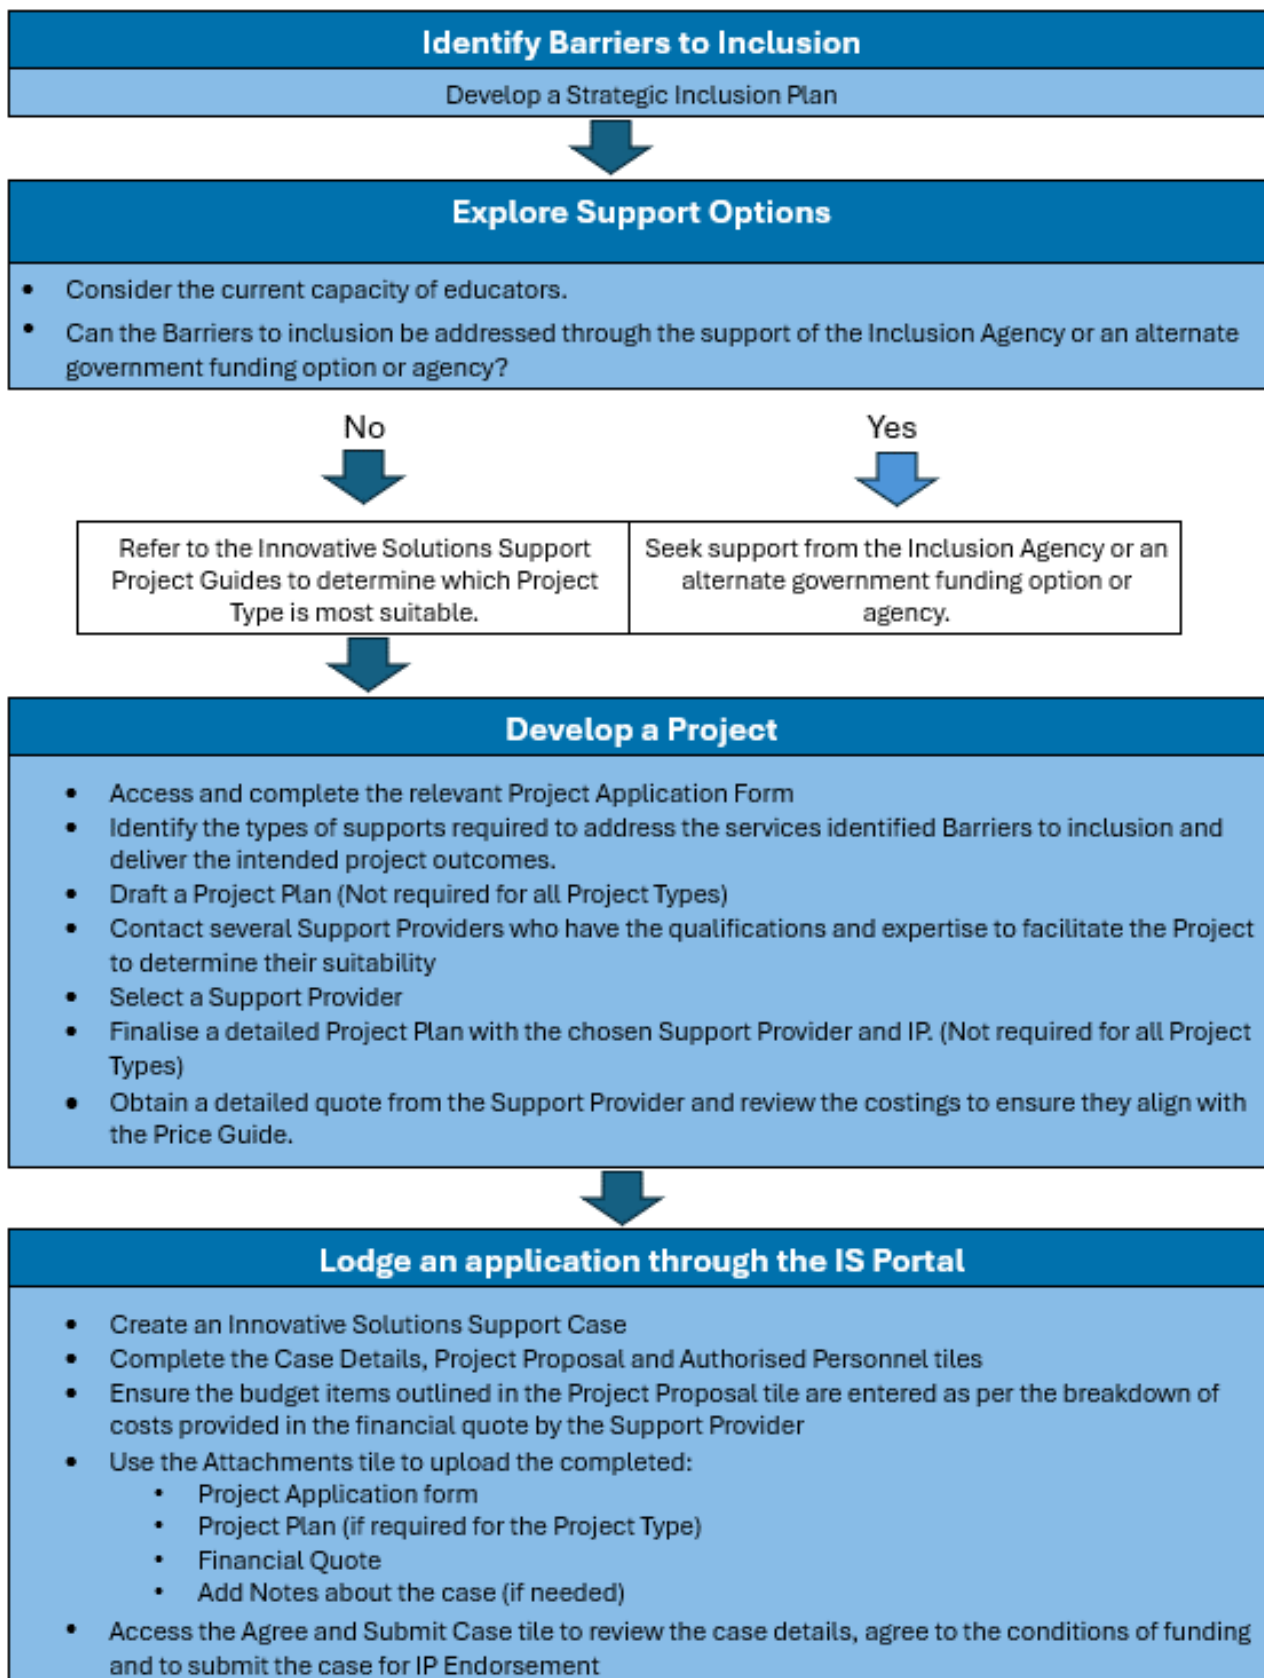 Identify Barriers to Inclusion
Develop a Strategic Inclusion Plan
Explore Support Options
• Consider the current capacity of educators.
• Can the Barriers to inclusion be addressed through the support of the Inclusion Agency or an alternate
government funding option or agency?
No
Yes
Refer to the Innovative Solutions Support
Project Guides to determine which Project
Type is most suitable.
Seek support from the Inclusion Agency or an
alternate government funding option or
agency.
Develop a Project
• Access and complete the relevant Project Application Form
• Identify the types of supports required to address the services identified Barriers to inclusion and
deliver the intended project outcomes.
• Draft a Project Plan (Not required for all Project Types)
• Contact several Support Providers who have the qualifications and expertise to facilitate the Project
to determine their suitability
• Select a Support Provider
• Finalise a detailed Project Plan with the chosen Support Provider and IP. (Not required for all Project
Types)
• Obtain a detailed quote from the Support Provider and review the costings to ensure they align with
the Price Guide.
Lodge an application through the IS Portal
• Create an Innovative Solutions Support Case
• Complete the Case Details, Project Proposal and Authorised Personnel tiles
• Ensure the budget items outlined in the Project Proposal tile are entered as per the breakdown of
costs provided in the financial quote by the Support Provider
• Use the Attachments tile to upload the completed:
• Project Application form
• Project Plan (if required for the Project Type)
• Financial Quote
• Add Notes about the case (if needed)
• Access the Agree and Submit Case tile to review the case details, agree to the conditions of funding
and to submit the case for IP Endorsement